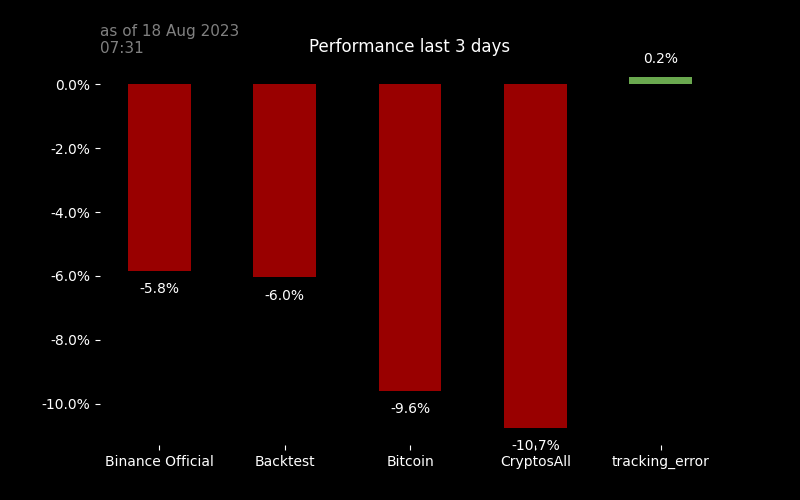 as of 18 Aug 2023
07:31
Performance last 3 days
0.2%
0.0%
-2.0%
-4.0%
-6.0%
-8.0%
-10.0%
-5.8%
-6.0%
-9.6%
-10.7%
Binance Official
Backtest
Bitcoin
CryptosAll
tracking_error